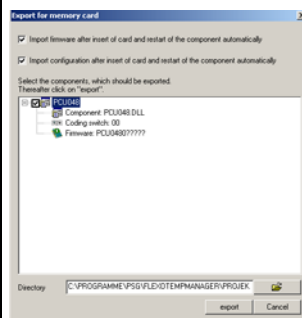 Export for memory card
Import firmware after insert of card and restart of the component automatically
Import configuration after insert of card and restart of the component automatically
Select the components, which should be exported.
Thereafter click on "export".
PCU048
Component: PCU048.DLL
Coding switch: 00
Firmware: PCU0480?????
Directory C:\PROGRAMME\PSG\FLEXOTEMPMANAGER\PROJEK
export Cancel